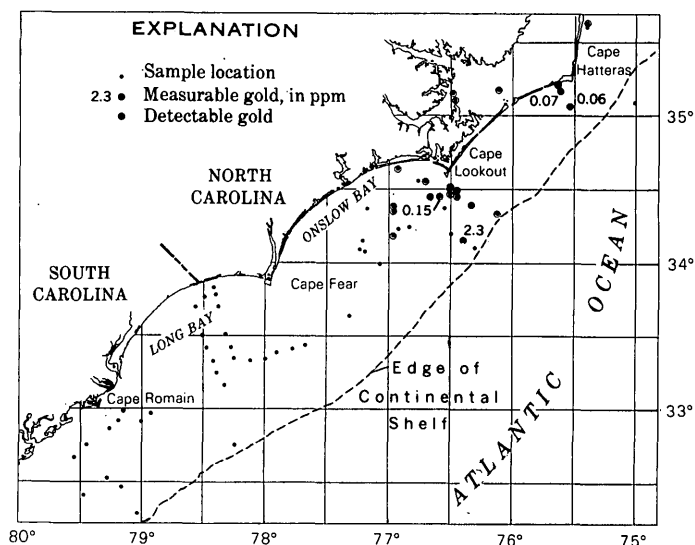 EXPLANATION
Sample location
2.3 Measurable gold, in ppm
Detectable gold
Cape
Hatteras
0.07
0.06
35°
Cape
Lookout
NORTH
CAROLINA
ONSLOW BAY
0.15
2.3
34°
OCEAN
SOUTH
CAROLINA
Cape Fear
LONG BAY
Edge of
Continental
Shelf
Cape Romain
33°
ATLANTIC
80°
79°
78°
77°
76°
75°